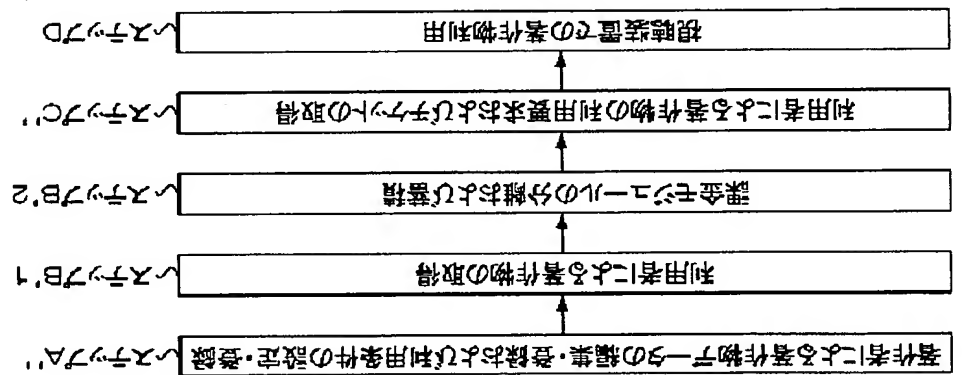 著作者による著作物データの編集・登録および利用条件の設定・登録 ステップA''
利用者による著作物の取得 ステップB'1
課金モジュールの分離および蓄積 ステップB'2
利用者による著作物の利用要求およびチケットの取得 ステップC''
視聴装置での著作物利用 ステップD